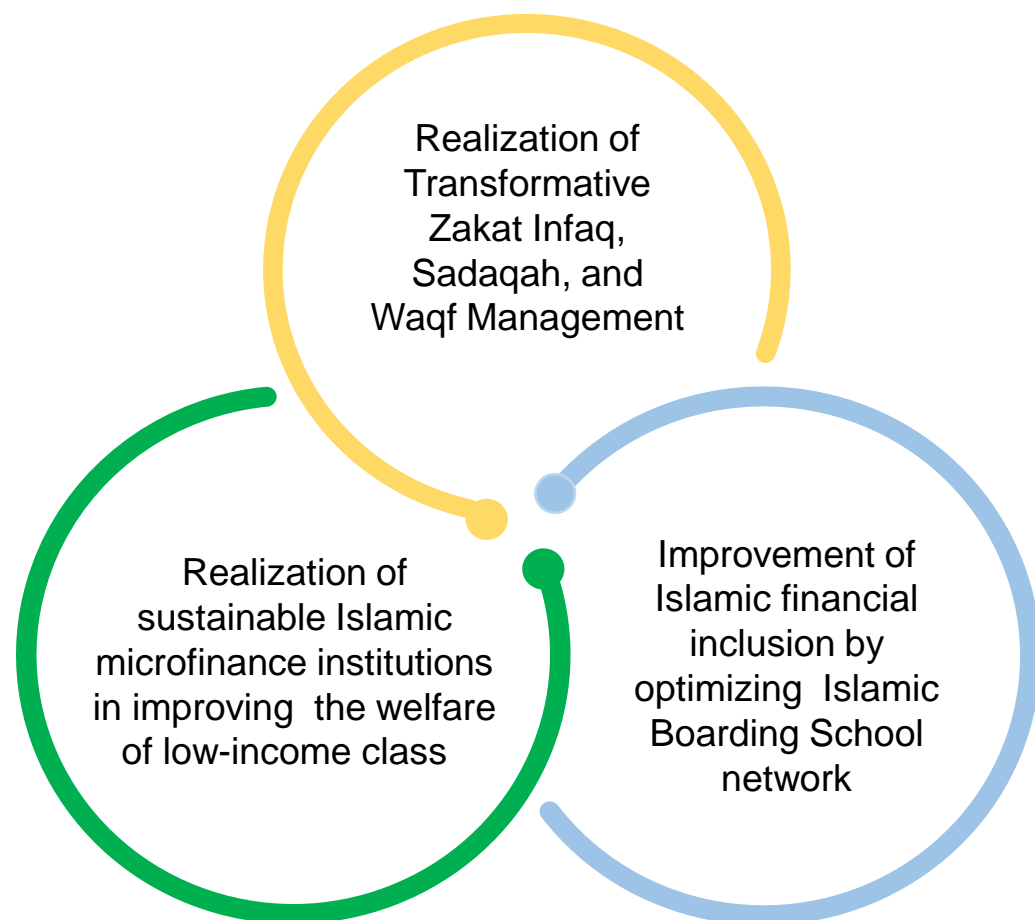 Realization of
Transformative
Zakat Infaq,
Sadaqah, and
Waqf Management
Realization of
sustainable Islamic
microfinance institutions
in improving  the welfare
of low-income class
Improvement of
Islamic financial
inclusion by
optimizing  Islamic
Boarding School
network